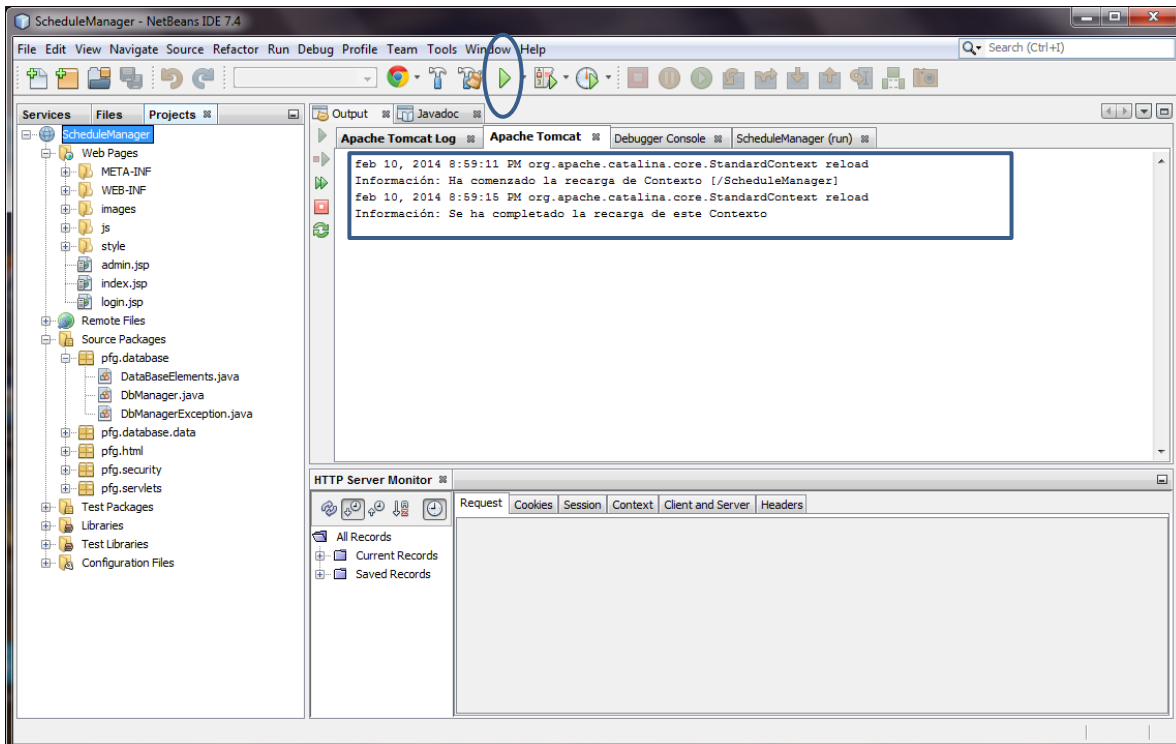 ScheduleManager - NetBeans IDE 7.4
File Edit View Navigate Source Refactor Run Debug Profile Team Tools Window Help
Search (Ctrl+I)
Services Files Projects
ScheduleManager
Web Pages
META-INF
WEB-INF
images
js
style
admin.jsp
index.jsp
login.jsp
Remote Files
Source Packages
pfg.database
DataBaseElements.java
DbManager.java
DbManagerException.java
pfg.database.data
pfg.html
pfg.security
pfg.servlets
Test Packages
Libraries
Test Libraries
Configuration Files
Output Javadoc
Apache Tomcat Log Apache Tomcat Debugger Console ScheduleManager (run)
feb 10, 2014 8:59:11 PM org.apache.catalina.core.StandardContext reload
Información: Ha comenzado la recarga de Contexto [/ScheduleManager]
feb 10, 2014 8:59:15 PM org.apache.catalina.core.StandardContext reload
Información: Se ha completado la recarga de este Contexto
HTTP Server Monitor
Request Cookies Session Context Client and Server Headers
All Records
Current Records
Saved Records